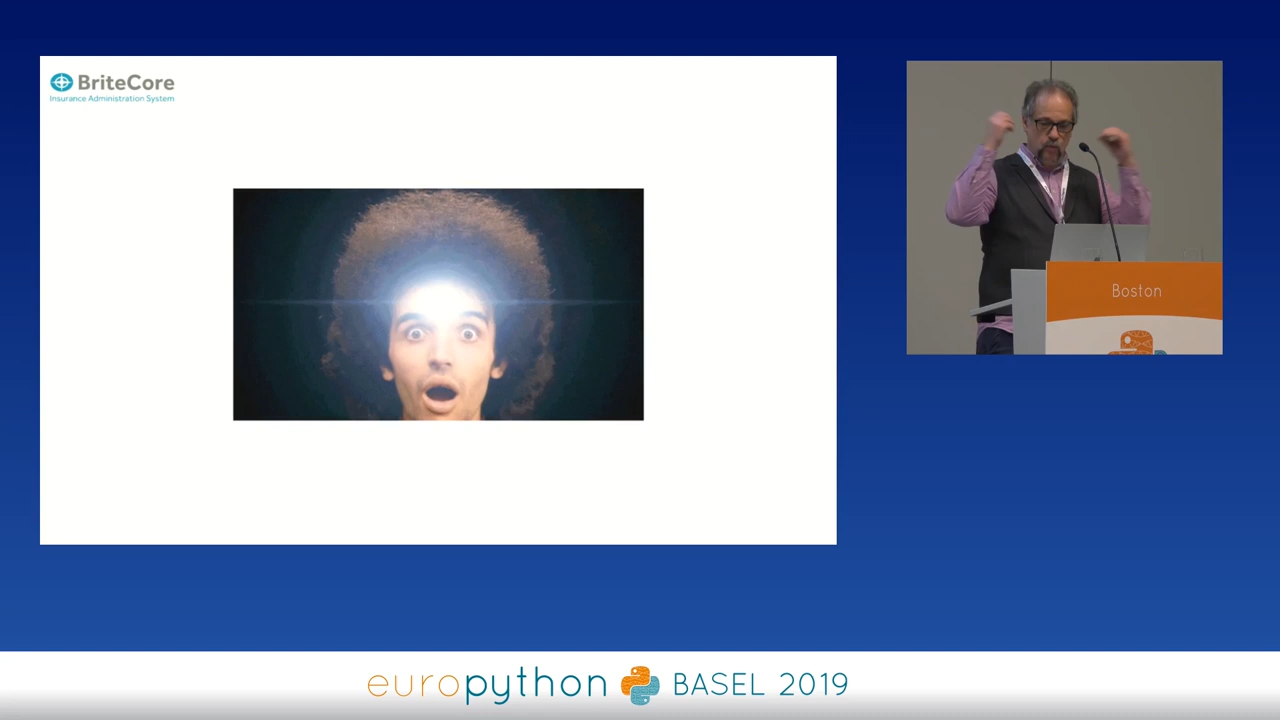 BriteCore
Insurance Administration System
Boston
europython BASEL 2019